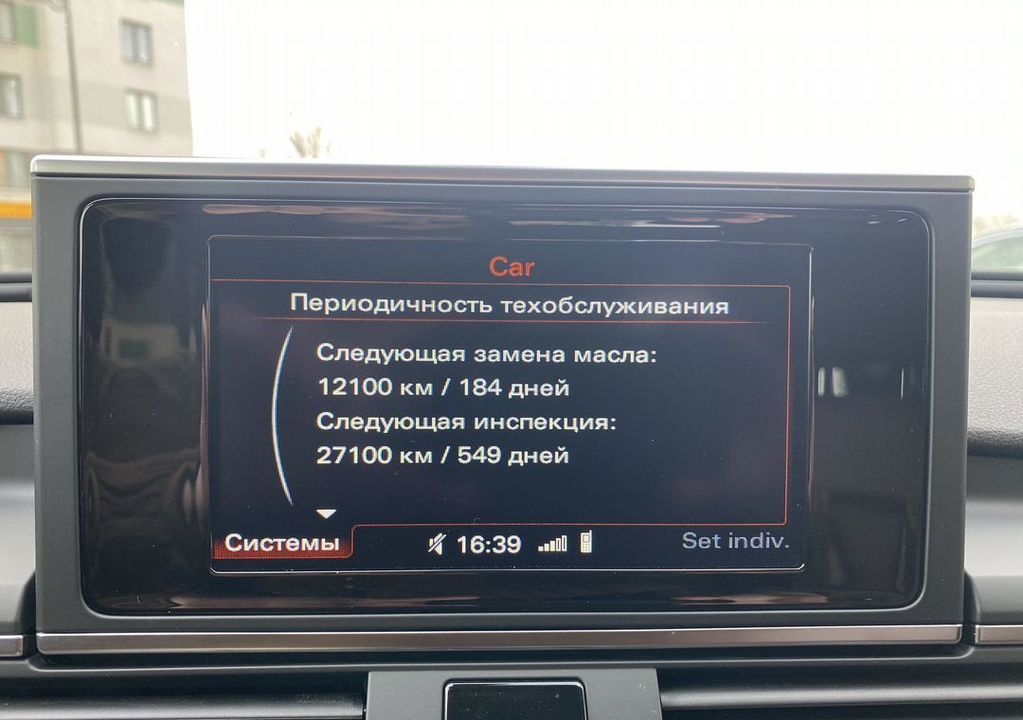 Car
Периодичность техобслуживания
Следующая замена масла:
12100 км / 184 дней
Следующая инспекция:
27100 км / 549 дней
Системы 16:39 Set indiv.